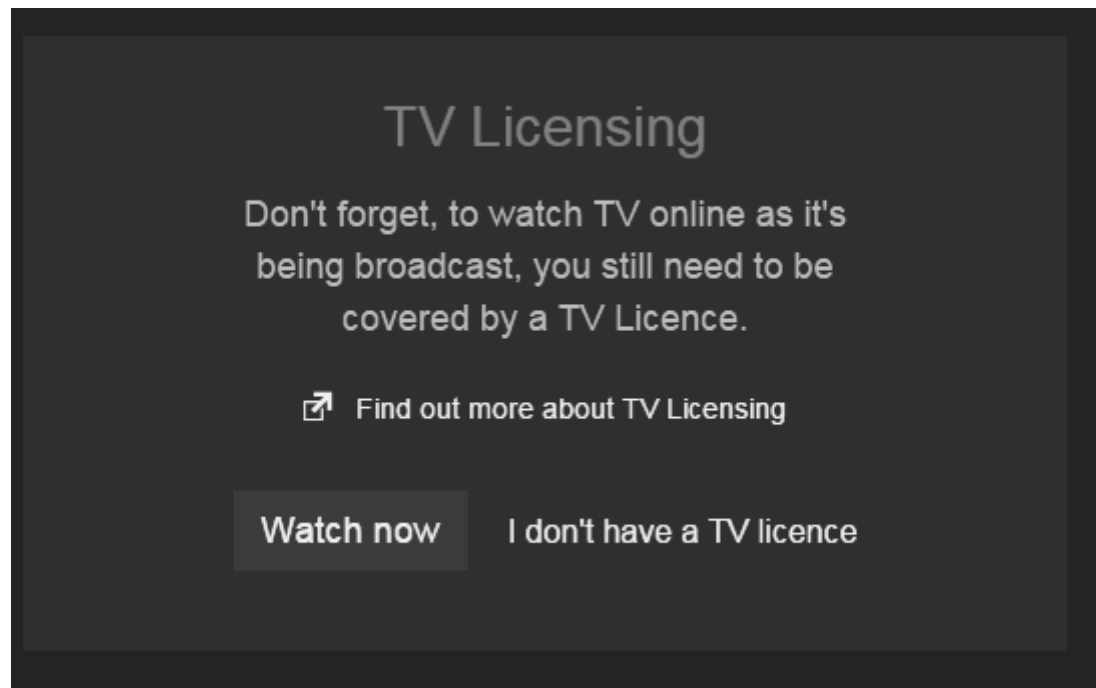 TV Licensing
Don't forget, to watch TV online as it's
being broadcast, you still need to be
covered by a TV Licence.
Find out more about TV Licensing
Watch now
I don't have a TV licence